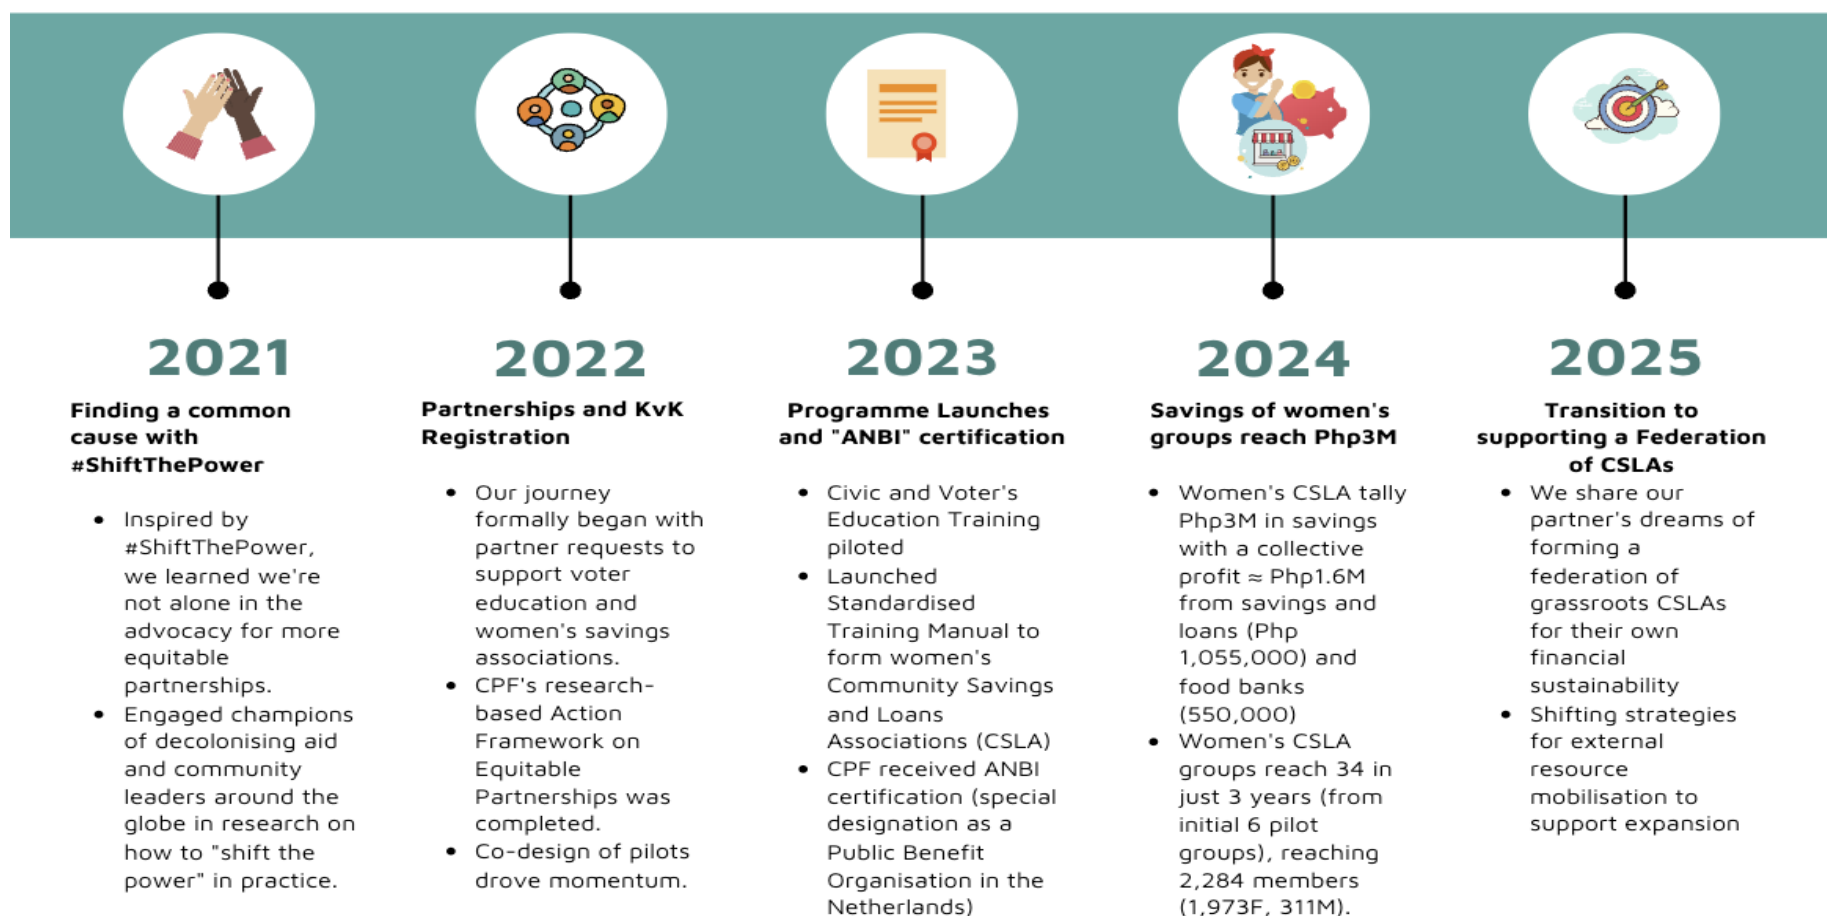 2021
Finding a common
cause with
#ShiftThePower
• Inspired by
#ShiftThePower,
we learned we're
not alone in the
advocacy for more
equitable
partnerships.
• Engaged champions
of decolonising aid
and community
leaders around the
globe in research on
how to "shift the
power" in practice.
2022
Partnerships and KvK
Registration
• Our journey
formally began with
partner requests to
support voter
education and
women's savings
associations.
• CPF's research-
based Action
Framework on
Equitable
Partnerships was
completed.
• Co-design of pilots
drove momentum.
2023
Programme Launches
and "ANBI" certification
• Civic and Voter's
Education Training
piloted
• Launched
Standardised
Training Manual to
form women's
Community Savings
and Loans
Associations (CSLA)
• CPF received ANBI
certification (special
designation as a
Public Benefit
Organisation in the
Netherlands)
2024
Savings of women's
groups reach Php3M
• Women's CSLA tally
Php3M in savings
with a collective
profit ≈ Php1.6M
from savings and
loans (Php
1,055,000) and
food banks
(550,000)
• Women's CSLA
groups reach 34 in
just 3 years (from
initial 6 pilot
groups), reaching
2,284 members
(1,973F, 311M).
2025
Transition to
supporting a Federation
of CSLAs
• We share our
partner's dreams of
forming a
federation of
grassroots CSLAs
for their own
financial
sustainability
• Shifting strategies
for external
resource
mobilisation to
support expansion